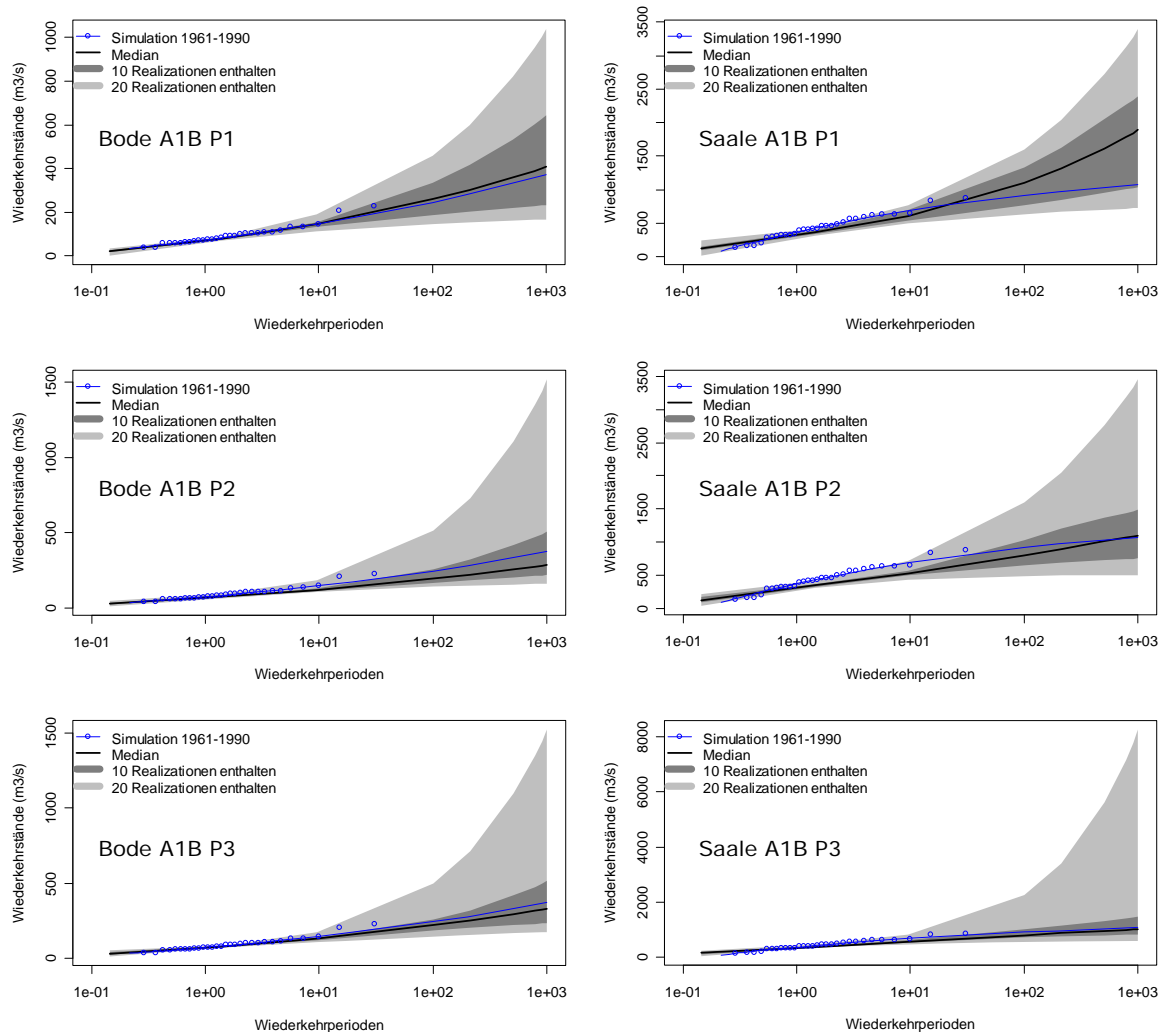 Simulation 1961-1990
Median
10 Realizationen enthalten
20 Realizationen enthalten
Bode A1B P1
Wiederkehrstände (m3/s)
0
200
400
600
800
1000
1e-01
1e+00
1e+01
1e+02
1e+03
Wiederkehrperioden
Simulation 1961-1990
Median
10 Realizationen enthalten
20 Realizationen enthalten
Saale A1B P1
Wiederkehrstände (m3/s)
0
500
1500
2500
3500
1e-01
1e+00
1e+01
1e+02
1e+03
Wiederkehrperioden
Simulation 1961-1990
Median
10 Realizationen enthalten
20 Realizationen enthalten
Bode A1B P2
Wiederkehrstände (m3/s)
0
500
1000
1500
1e-01
1e+00
1e+01
1e+02
1e+03
Wiederkehrperioden
Simulation 1961-1990
Median
10 Realizationen enthalten
20 Realizationen enthalten
Saale A1B P2
Wiederkehrstände (m3/s)
0
500
1500
2500
3500
1e-01
1e+00
1e+01
1e+02
1e+03
Wiederkehrperioden
Simulation 1961-1990
Median
10 Realizationen enthalten
20 Realizationen enthalten
Bode A1B P3
Wiederkehrstände (m3/s)
0
500
1000
1500
1e-01
1e+00
1e+01
1e+02
1e+03
Wiederkehrperioden
Simulation 1961-1990
Median
10 Realizationen enthalten
20 Realizationen enthalten
Saale A1B P3
Wiederkehrstände (m3/s)
0
2000
4000
6000
8000
1e-01
1e+00
1e+01
1e+02
1e+03
Wiederkehrperioden